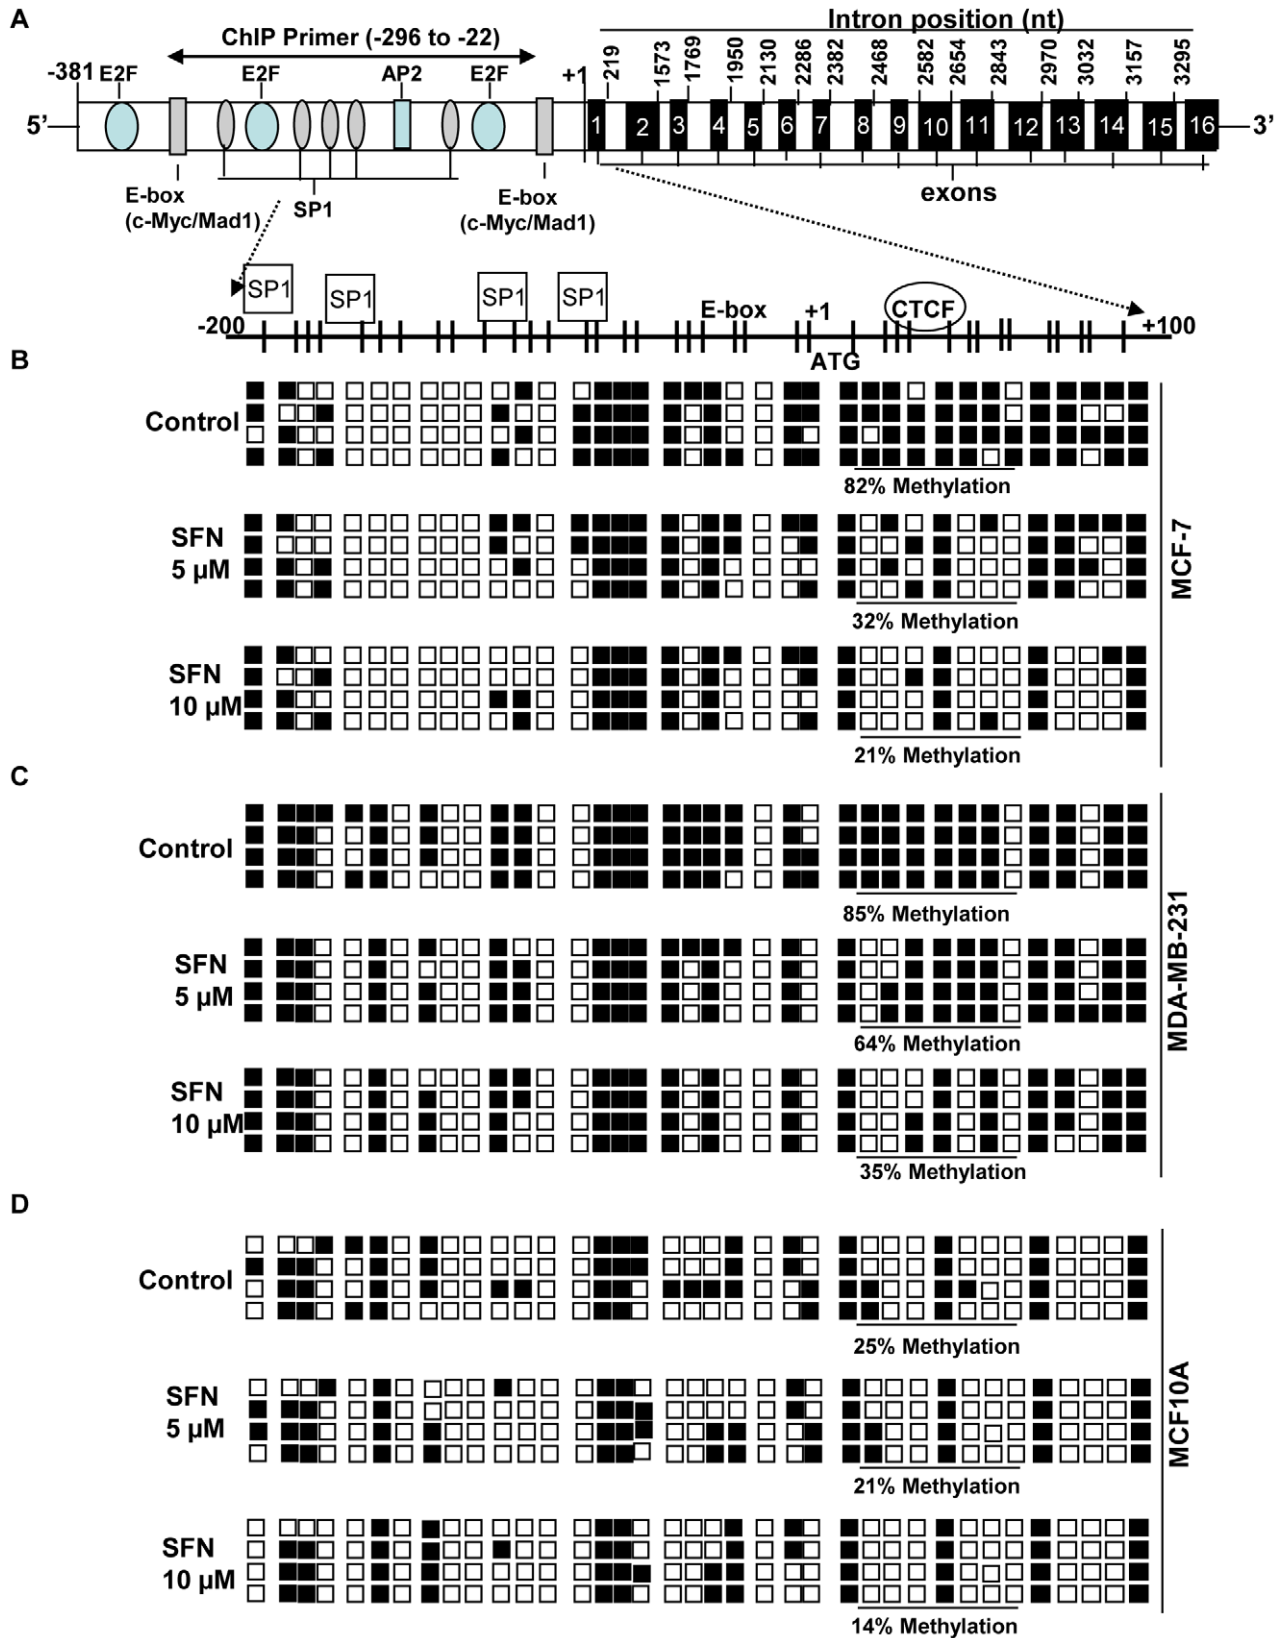 A
Intron position (nt)
ChIP Primer (-296 to -22)
219 1573 1769 1950 2130 2286 2382 2468 2582 2654 2843 2970 3032 3157 3295
-381 E2F E2F AP2 E2F +1
5’ 1 2 3 4 5 6 7 8 9 10 11 12 13 14 15 16 3’
E-box
(c-Myc/Mad1)
SP1
E-box
(c-Myc/Mad1)
exons
SP1 SP1 SP1 SP1 E-box +1 CTCF
-200 +100
ATG
B
Control
82% Methylation
SFN
5 µM
32% Methylation
SFN
10 µM
21% Methylation
MCF-7
C
Control
85% Methylation
SFN
5 µM
64% Methylation
SFN
10 µM
35% Methylation
MDA-MB-231
D
Control
25% Methylation
SFN
5 µM
21% Methylation
SFN
10 µM
14% Methylation
MCF10A